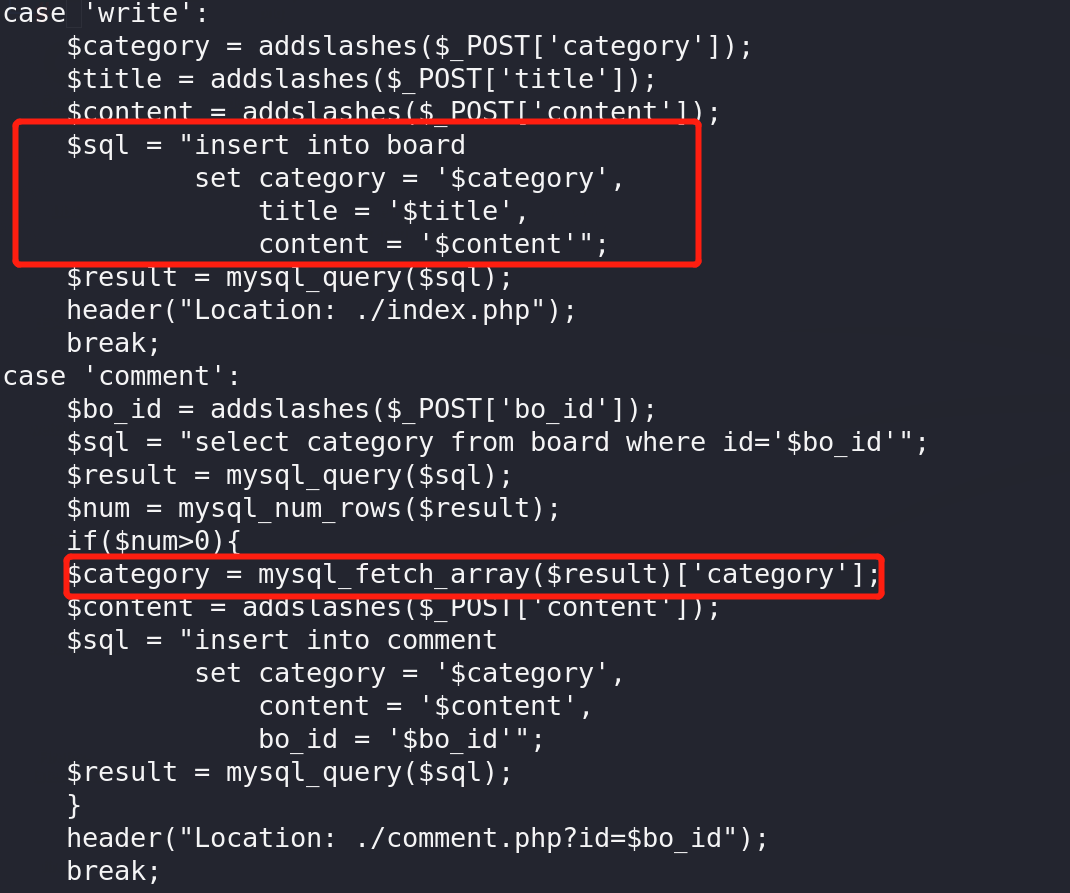 case 'write':
    $category = addslashes($_POST['category']);
    $title = addslashes($_POST['title']);
    $content = addslashes($_POST['content']);
    $sql = "insert into board
            set category = '$category',
                title = '$title',
                content = '$content'";
    $result = mysql_query($sql);
    header("Location: ./index.php");
    break;
case 'comment':
    $bo_id = addslashes($_POST['bo_id']);
    $sql = "select category from board where id='$bo_id'";
    $result = mysql_query($sql);
    $num = mysql_num_rows($result);
    if($num>0){
    $category = mysql_fetch_array($result)['category'];
    $content = addslashes($_POST['content']);
    $sql = "insert into comment
            set category = '$category',
                content = '$content',
                bo_id = '$bo_id'";
    $result = mysql_query($sql);
    }
    header("Location: ./comment.php?id=$bo_id");
    break;